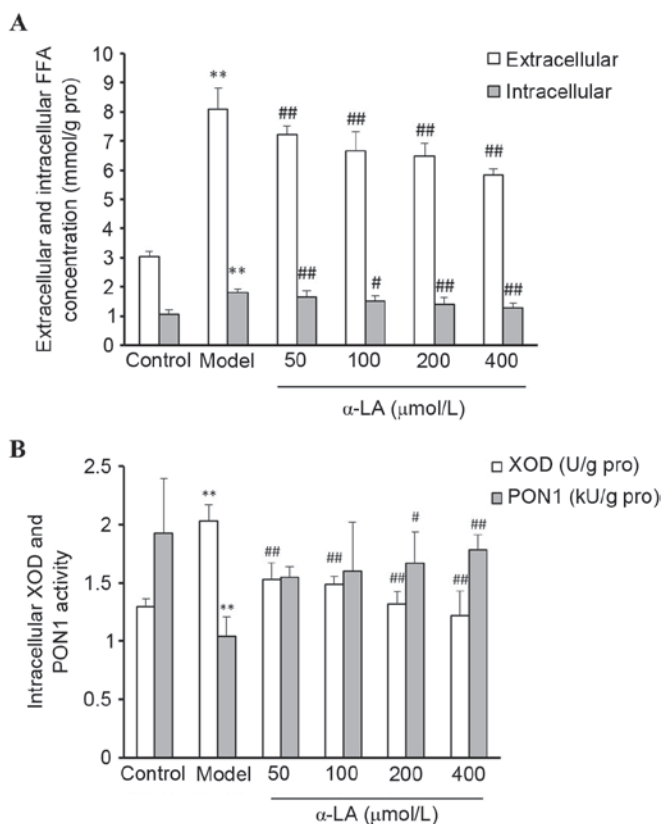 A
Extracellular and intracellular FFA
concentration (mmol/g pro)
10
9
8
7
6
5
4
3
2
1
0
Extracellular
Intracellular
** ## ## ## ##
** ## # ## ##
Control Model 50 100 200 400
α-LA (μmol/L)
B
Intracellular XOD and
PON1 activity
2.5
2
1.5
1
0.5
0
XOD (U/g pro)
PON1 (kU/g pro)
** ## ## ## ##
** # ##
Control Model 50 100 200 400
α-LA (μmol/L)